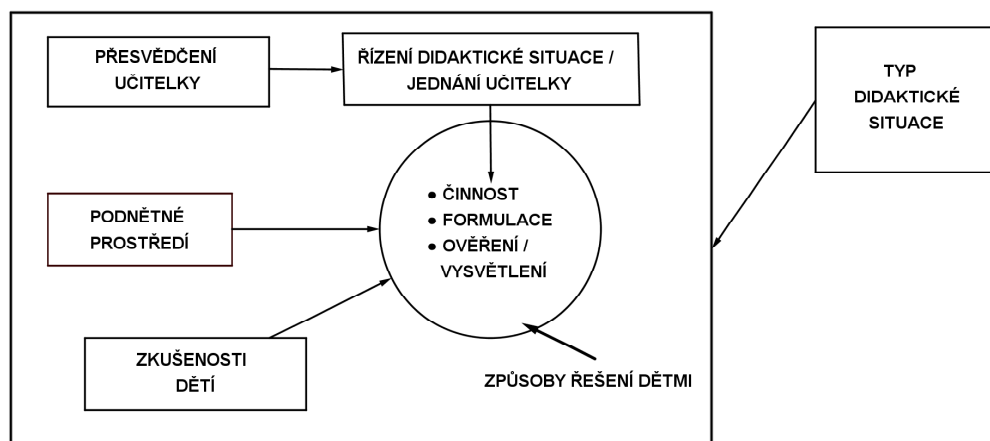 PŘESVĚDČENÍ
UČITELKY
ŘÍZENÍ DIDAKTICKÉ SITUACE /
JEDNÁNÍ UČITELKY
TYP
DIDAKTICKÉ
SITUACE
● ČINNOST
● FORMULACE
● OVĚŘENÍ /
VYSVĚTLENÍ
PODNĚTNÉ
PROSTŘEDÍ
ZKUŠENOSTI
DĚTÍ
ZPŮSOBY ŘEŠENÍ DĚTMI